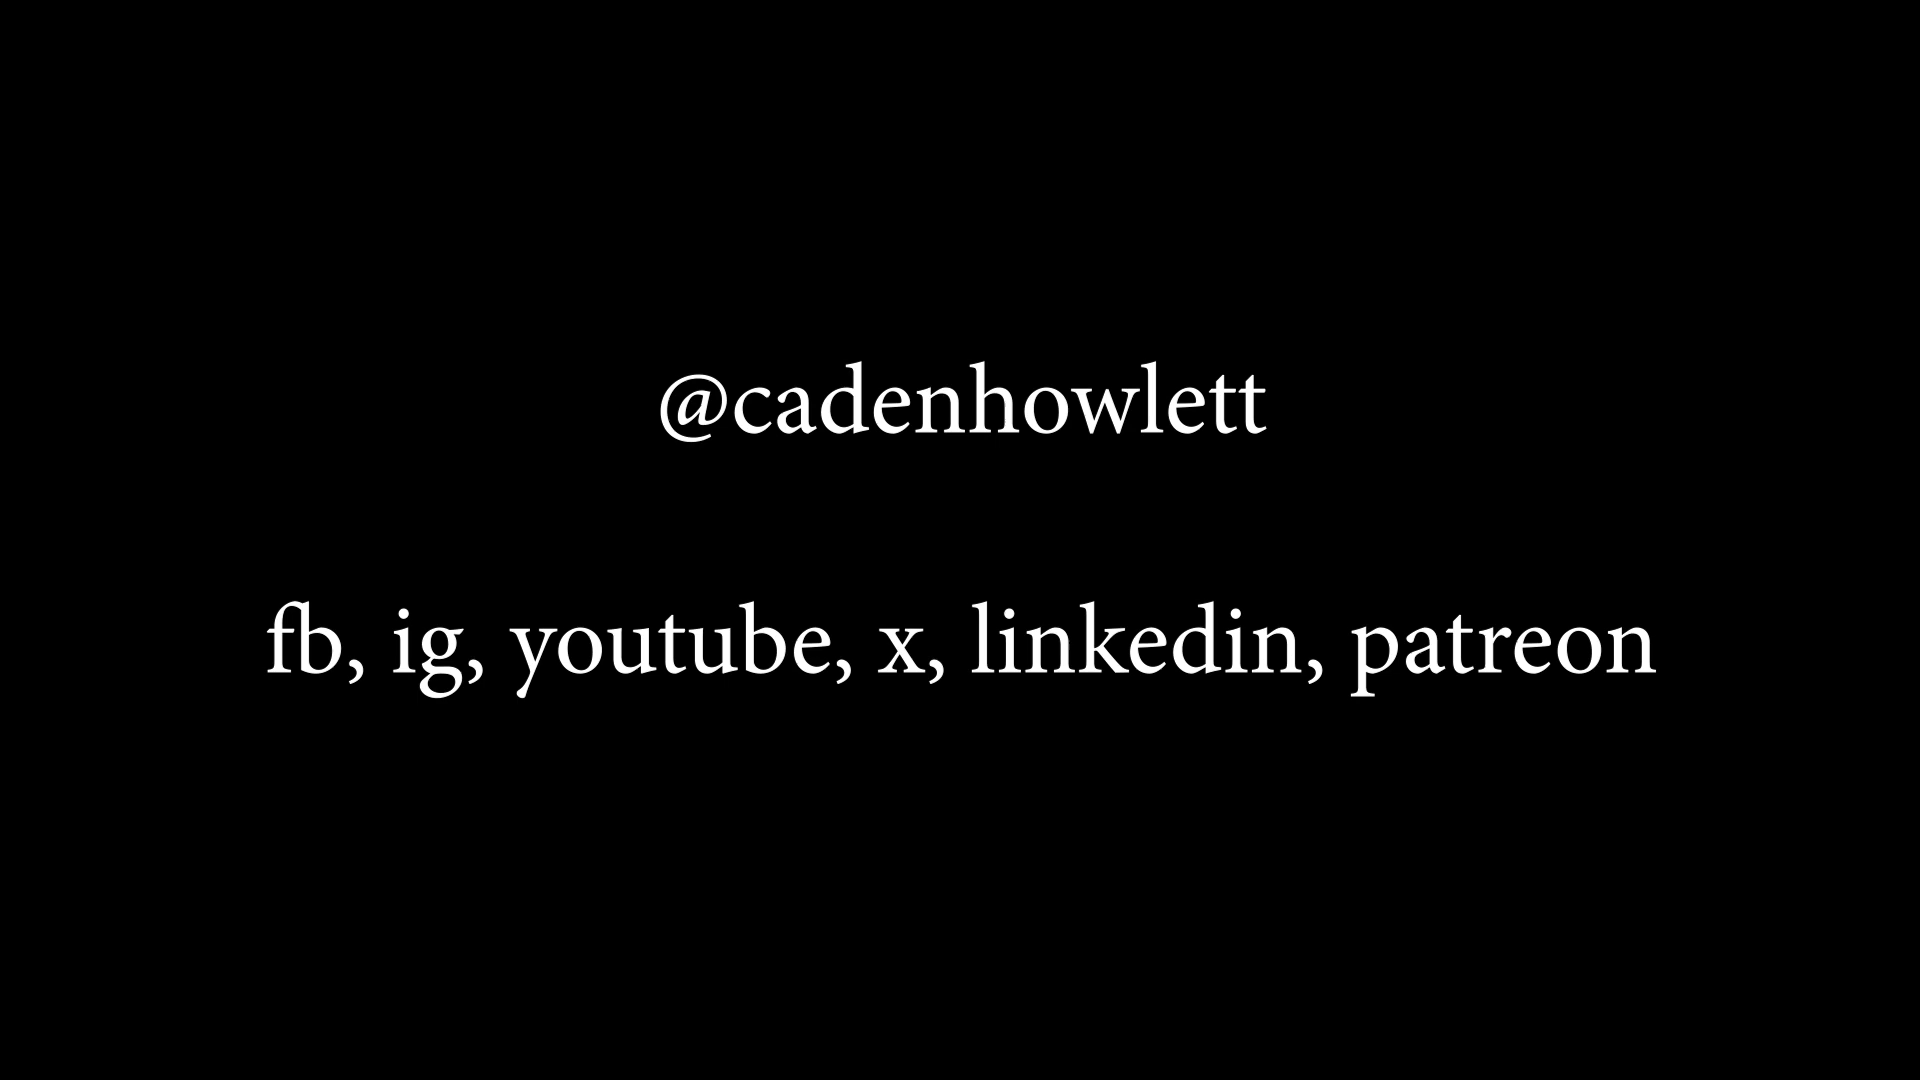 @cadenhowlett
fb, ig, youtube, x, linkedin, patreon